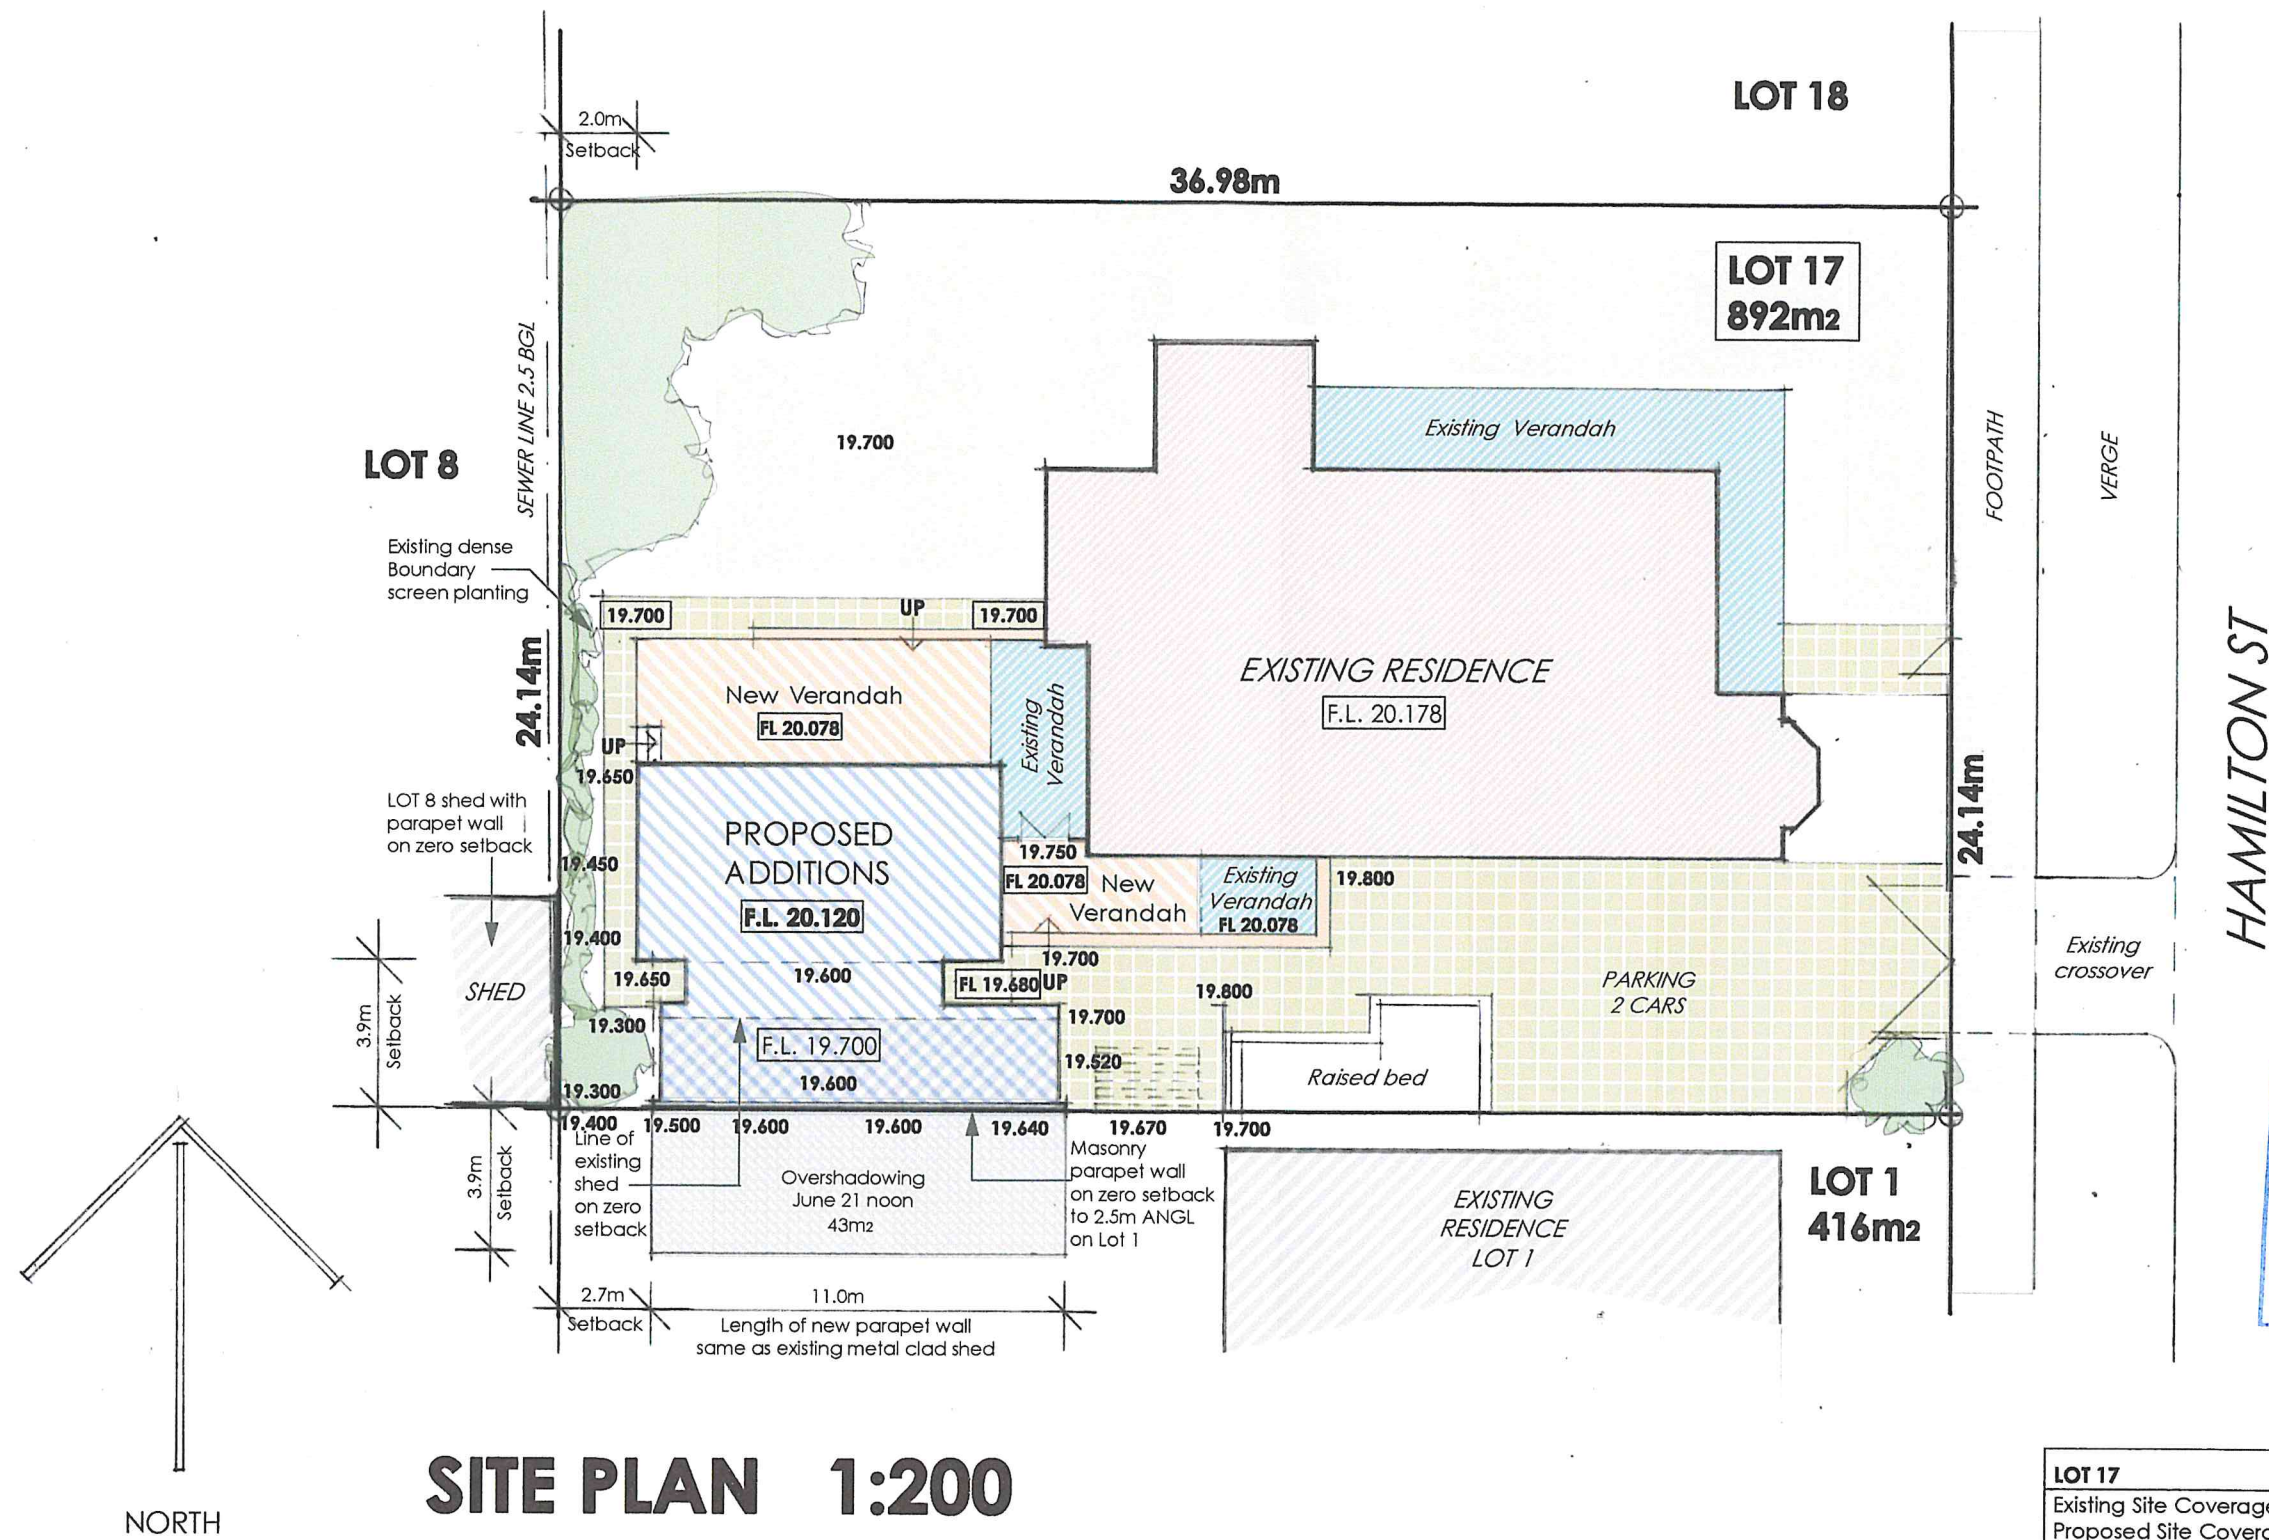 LOT 18
2.0m
Setback
36.98m
LOT 17
892m2
SEWER LINE 2.5 BGL
LOT 8
19.700
Existing Verandah
FOOTPATH
VERGE
HAMILTON ST
Existing dense
Boundary
screen planting
24.14m
19.700
UP
19.700
New Verandah
FL 20.078
Existing
Verandah
EXISTING RESIDENCE
F.L. 20.178
UP
19.650
LOT 8 shed with
parapet wall
on zero setback
PROPOSED
ADDITIONS
F.L. 20.120
19.450
19.750
FL 20.078
New
Verandah
Existing
Verandah
FL 20.078
19.800
24.14m
19.400
SHED
3.9m
Setback
19.650
19.600
FL 19.680
19.700
UP
19.800
PARKING
2 CARS
Existing
crossover
19.300
F.L. 19.700
19.700
19.520
19.600
19.300
Raised bed
19.400
19.500
19.600
19.600
19.640
19.670
19.700
3.9m
Setback
Line of
existing
shed
on zero
setback
Overshadowing
June 21 noon
43m2
Masonry
parapet wall
on zero setback
to 2.5m ANGL
on Lot 1
EXISTING
RESIDENCE
LOT 1
LOT 1
416m2
2.7m
Setback
11.0m
Length of new parapet wall
same as existing metal clad shed
SITE PLAN 1:200
NORTH
LOT 17
Existing Site Coverage
Proposed Site Cover